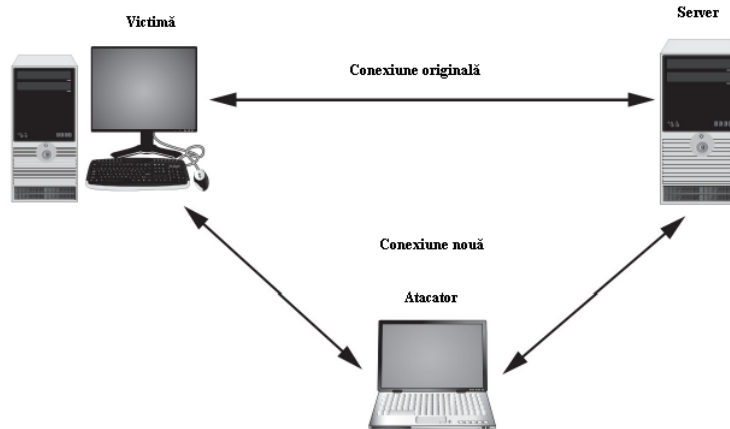 Victimă
Server
Conexiune originală
Conexiune nouă
Atacator